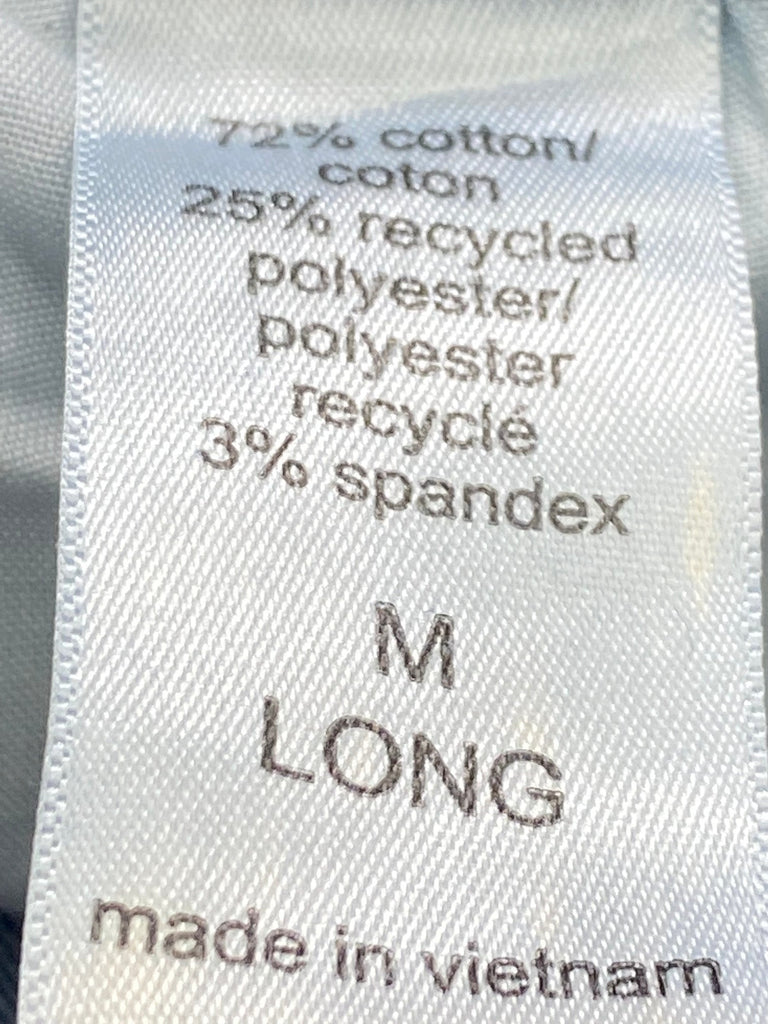 72% cotton/
coton
25% recycled
polyester/
polyester
recyclé
3% spandex
M
LONG
made in vietnam